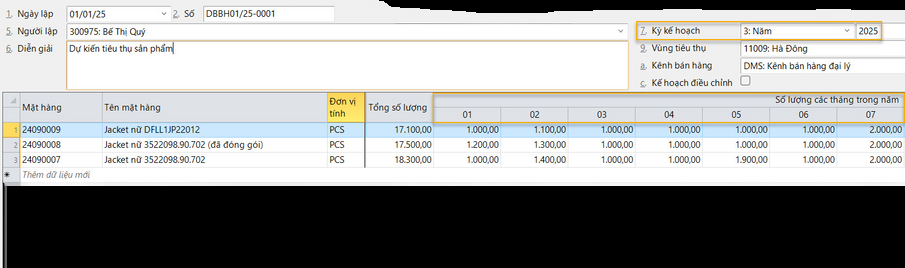 1. Ngày lập 01/01/25 2. Số DBBH01/25-0001
5. Người lập 300975: Bế Thị Quý 7. Kỳ kế hoạch 3: Năm 2025
6. Diễn giải Dự kiến tiêu thụ sản phẩm 9. Vùng tiêu thụ 11009: Hà Đông
a. Kênh bán hàng DMS: Kênh bán hàng đại lý
c. Kế hoạch điều chỉnh
Mặt hàng Tên mặt hàng Đơn vị tính Tổng số lượng Số lượng các tháng trong năm
01 02 03 04 05 06 07
1 24090009 Jacket nữ DFLL1JP22012 PCS 17.100,00 1.000,00 1.100,00 1.000,00 1.000,00 1.000,00 1.000,00 2.000,00
2 24090008 Jacket nữ 3522098.90.702 (đã đóng gói) PCS 17.500,00 1.200,00 1.300,00 1.000,00 1.000,00 1.000,00 1.000,00 2.000,00
3 24090007 Jacket nữ 3522098.90.702 PCS 18.300,00 1.000,00 1.400,00 1.000,00 1.000,00 1.900,00 1.000,00 2.000,00
Thêm dữ liệu mới